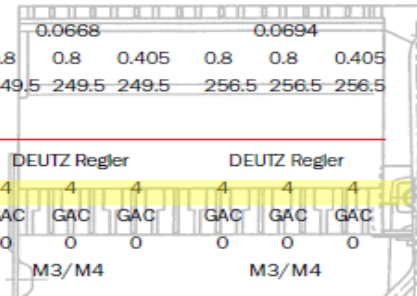 0.0668 0.0694
.8 0.8 0.405 0.8 0.8 0.405
49.5 249.5 249.5 256.5 256.5 256.5
DEUTZ Regler DEUTZ Regler
4 4 4 4 4 4
GAC GAC GAC GAC GAC GAC
0 0 0 0 0 0
M3/M4 M3/M4